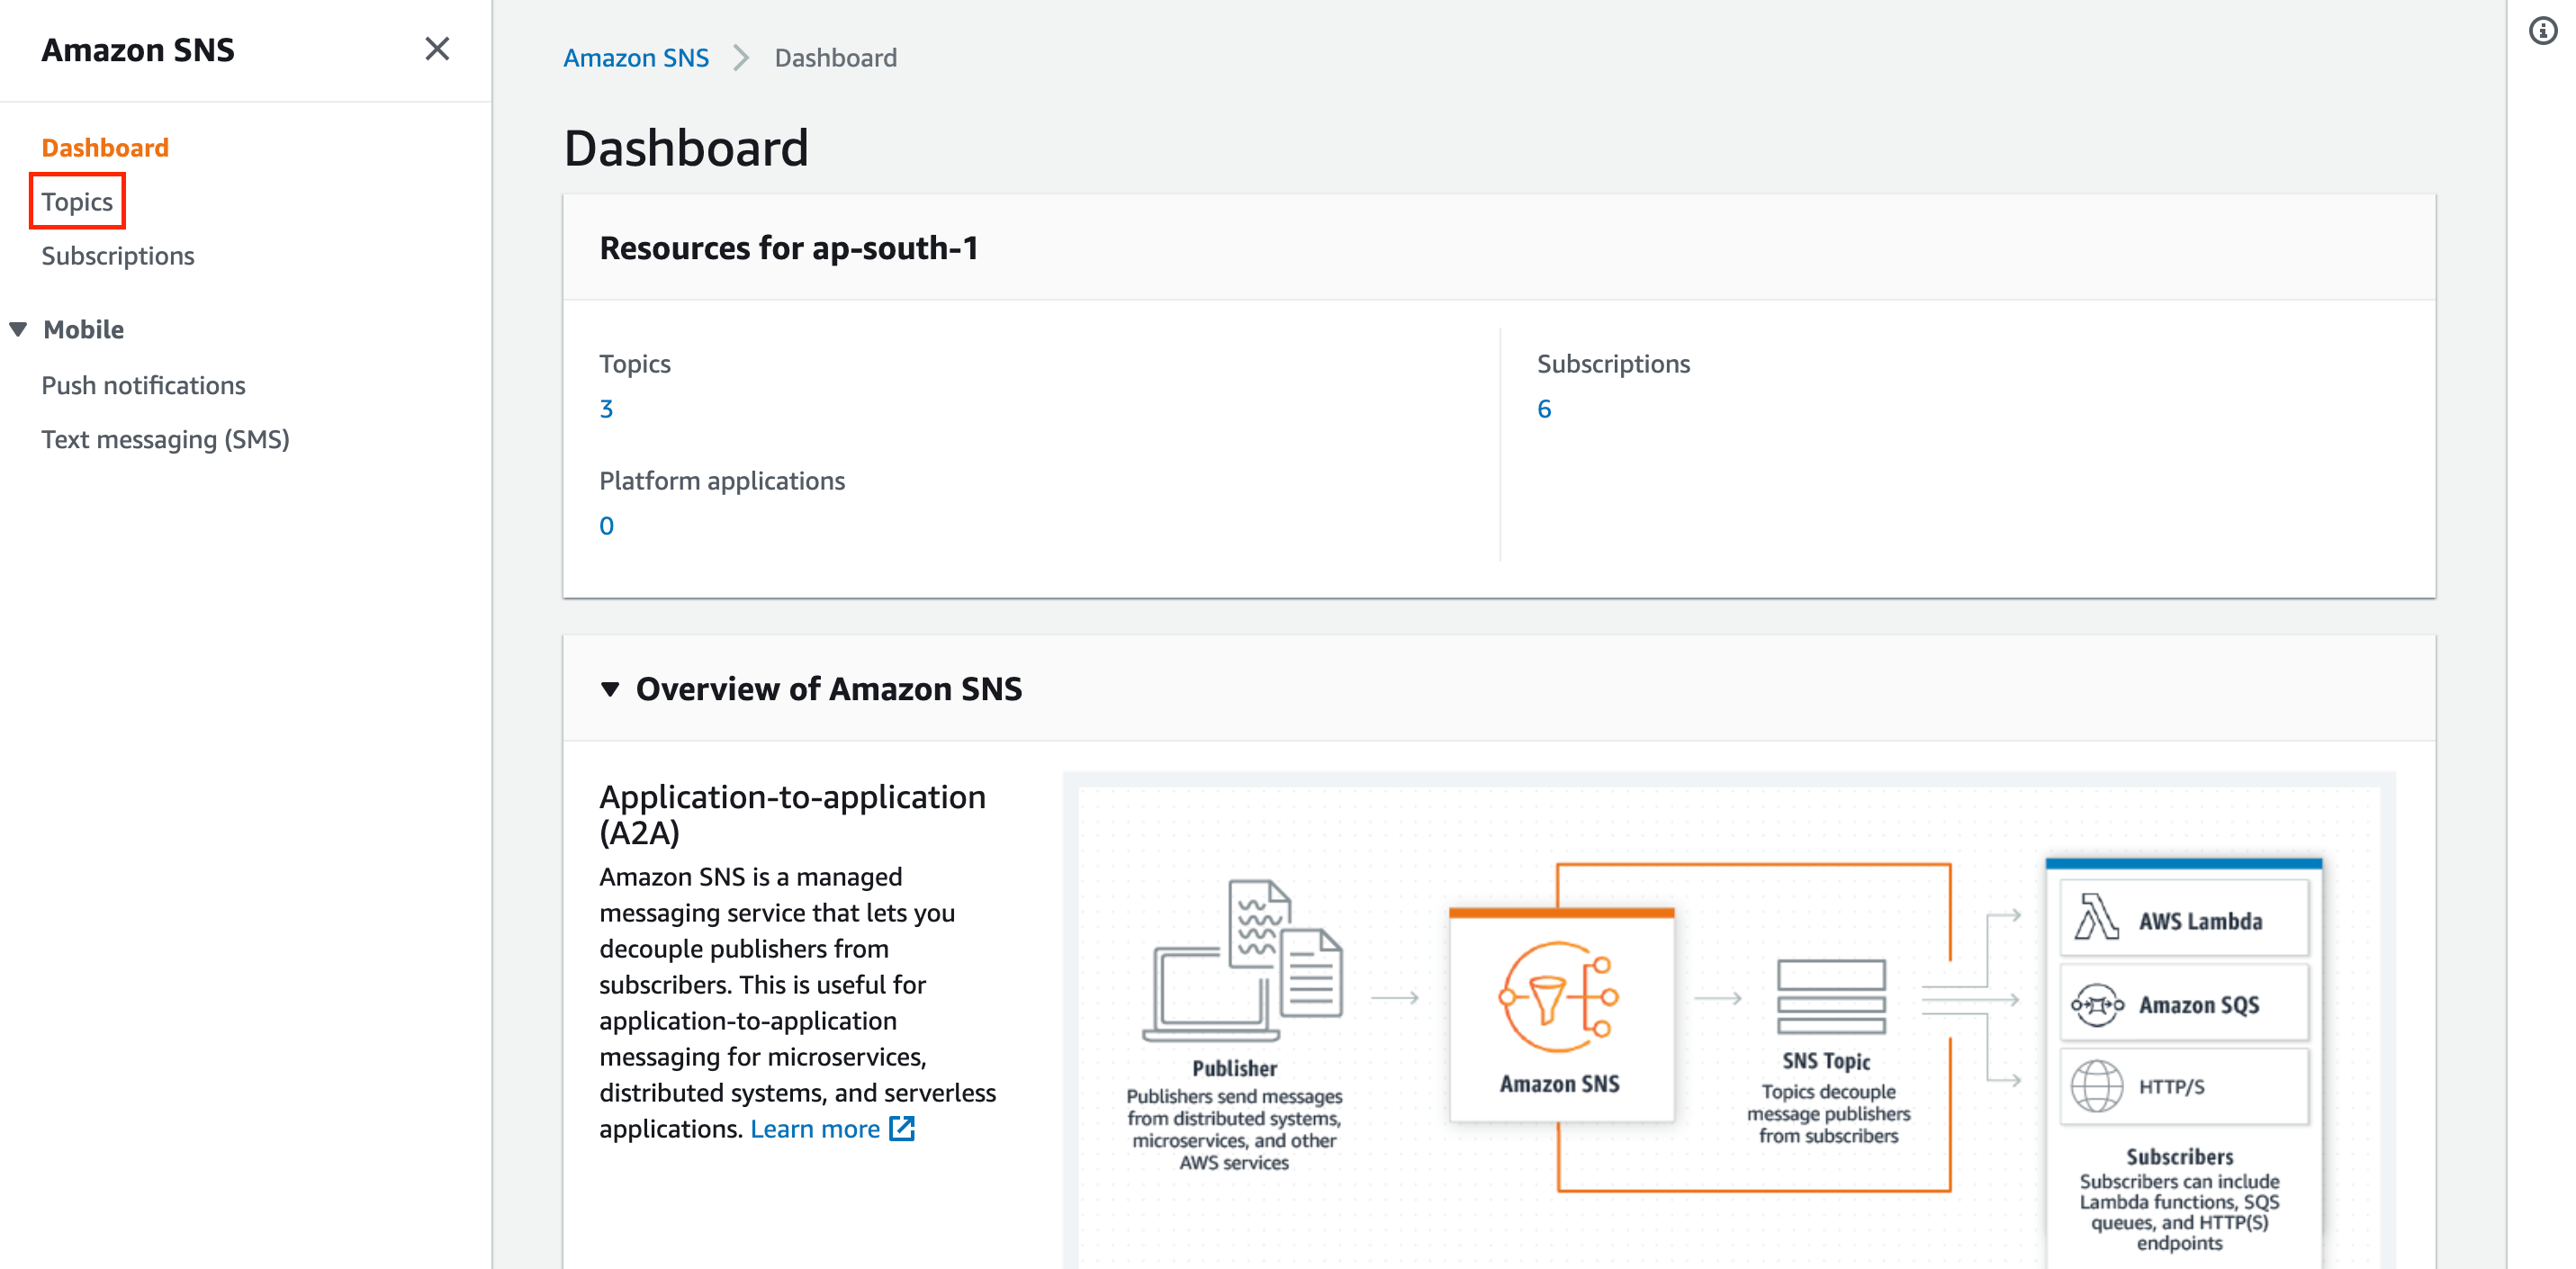 Amazon SNS
Dashboard
Topics
Subscriptions
Mobile
Push notifications
Text messaging (SMS)
Amazon SNS
Dashboard
Dashboard
Resources for ap-south-1
Topics
3
Subscriptions
6
Platform applications
0
Overview of Amazon SNS
Application-to-application
(A2A)
Amazon SNS is a managed
messaging service that lets you
decouple publishers from
subscribers. This is useful for
application-to-application
messaging for microservices,
distributed systems, and serverless
applications. Learn more
Publisher
Publishers send messages
from distributed systems,
microservices, and other
AWS services
Amazon SNS
SNS Topic
Topics decouple
message publishers
from subscribers
AWS Lambda
Amazon SQS
HTTP/S
Subscribers
Subscribers can include
Lambda functions, SQS
queues, and HTTP(S)
endpoints